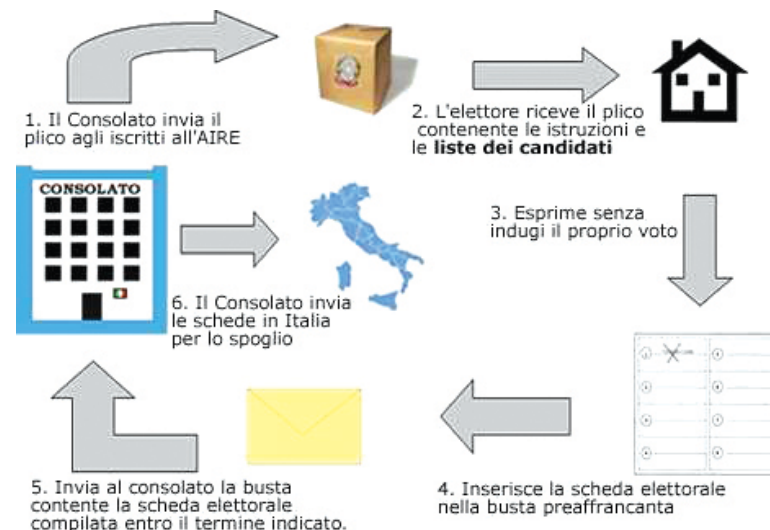 1. Il Consolato invia il
plico agli iscritti all'AIRE
2. L'elettore riceve il plico
contenente le istruzioni e
le liste dei candidati
CONSOLATO
3. Esprime senza
indugi il proprio voto
6. Il Consolato invia
le schede in Italia
per lo spoglio
5. Invia al consolato la busta
contente la scheda elettorale
compilata entro il termine indicato.
4. Inserisce la scheda elettorale
nella busta preaffrancanta